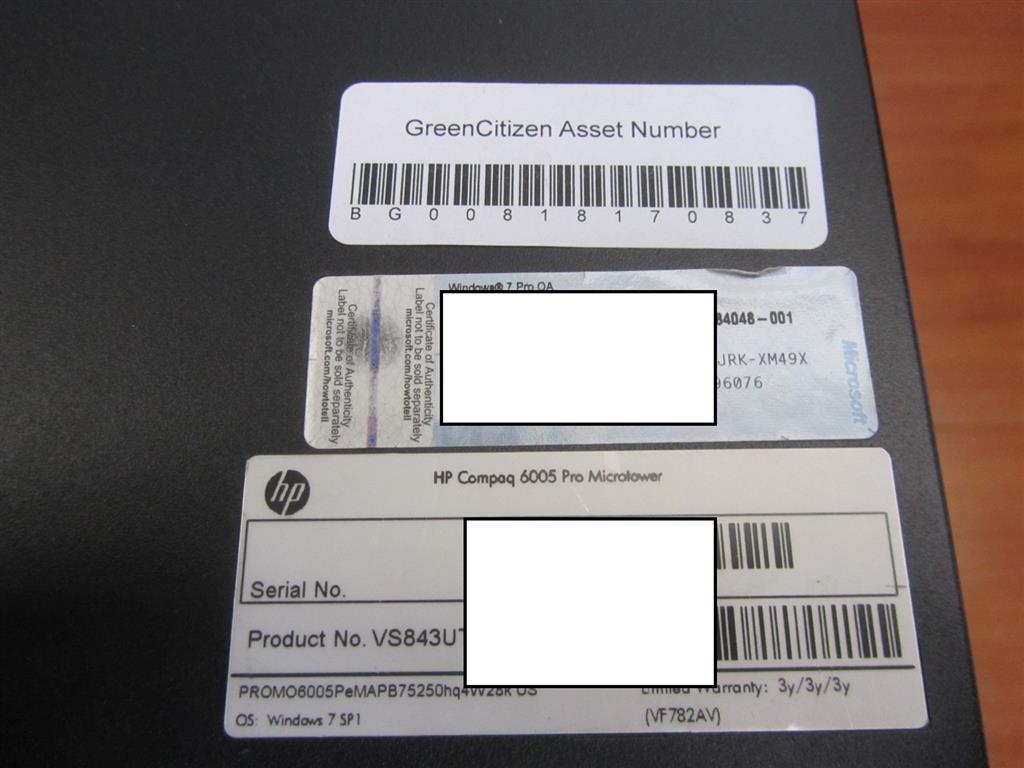 GreenCitizen Asset Number
BG00818170837
Windows® 7 Pro OA
Certificate of Authenticity
Label not to be sold separately
microsoft.com/howtotell
Certificate of Authenticity
Label not to be sold separately
microsoft.com/howtotell
84048-001
JRK-XM49X
96076
Microsoft
hp
HP Compaq 6005 Pro Microtower
Serial No.
Product No. VS843UT
PROMO6005PeMAPB75250hq4W28k US
Limited Warranty: 3y/3y/3y
OS: Windows 7 SP1
(VF782AV)